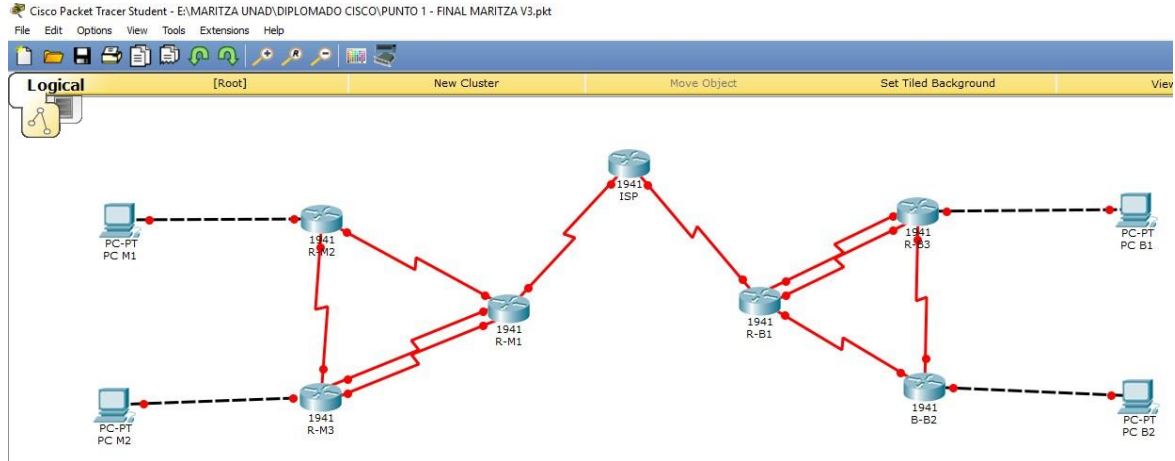 Cisco Packet Tracer Student - E:\MARITZA UNAD\DIPLOMADO CISCO\PUNTO 1 - FINAL MARITZA V3.pkt
File Edit Options View Tools Extensions Help
Logical [Root] New Cluster Move Object Set Tiled Background View
1941
ISP
PC-PT
PC M1
1941
R-M2
1941
R-B3
PC-PT
PC B1
1941
R-M1
1941
R-B1
PC-PT
PC M2
1941
R-M3
1941
B-B2
PC-PT
PC B2